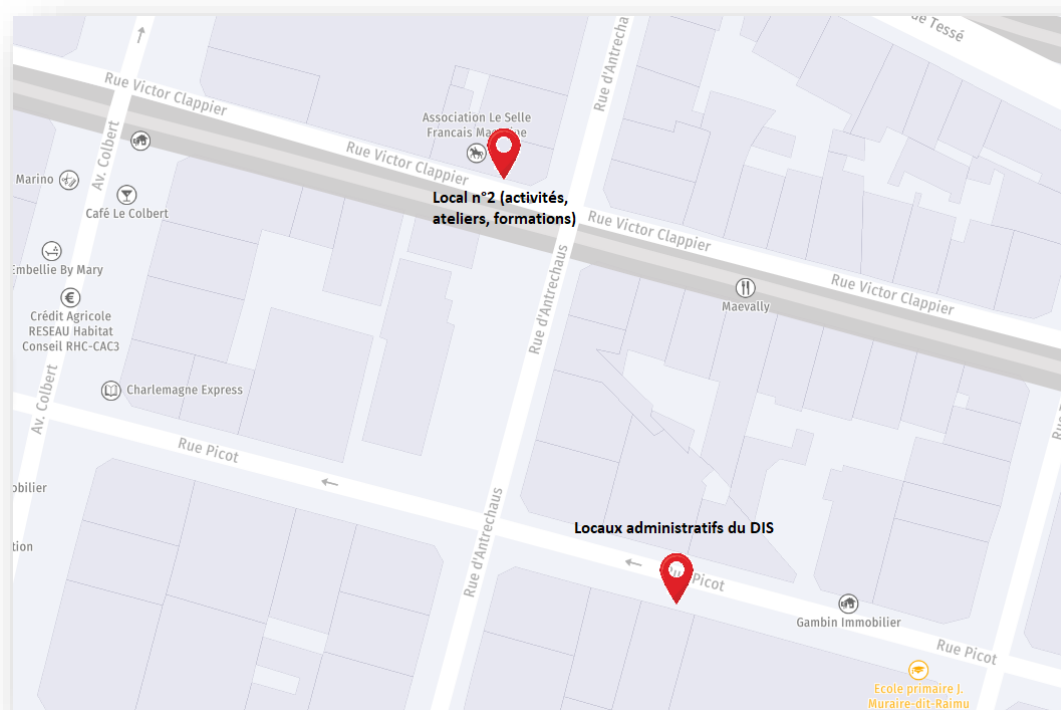 de Tessé
Rue d'Antrechaus
Rue Victor Clappier
Av. Colbert
Association Le Selle
Francais
Rue Victor Clappier
Marino
Café Le Colbert
Local n°2 (activités,
ateliers, formations)
Rue Victor Clappier
Embellie By Mary
Rue d'Antrechaus
Maevally
Rue Victor Clappier
€
Crédit Agricole
RESEAU Habitat
Conseil RHC-CAC3
Charlemagne Express
Av. Colbert
Rue Picot
obilier
tion
Locaux administratifs du DIS
Rue d'Antrechaus
Rue Picot
Gambin Immobilier
Rue Picot
Ecole primaire J.
Muraire-dit-Raimu